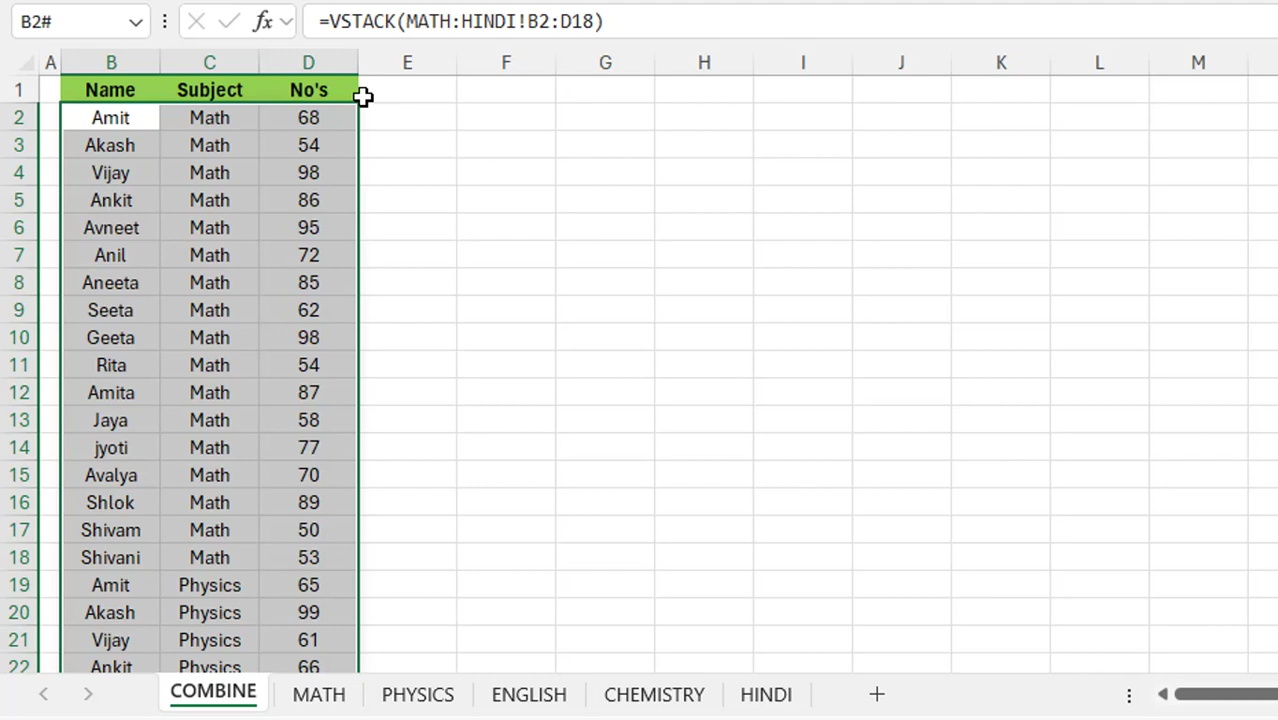 B2# fx =VSTACK(MATH:HINDI!B2:D18)
A B C D E F G H I J K L M
1 Name Subject No's
2 Amit Math 68
3 Akash Math 54
4 Vijay Math 98
5 Ankit Math 86
6 Avneet Math 95
7 Anil Math 72
8 Aneeta Math 85
9 Seeta Math 62
10 Geeta Math 98
11 Rita Math 54
12 Amita Math 87
13 Jaya Math 58
14 jyoti Math 77
15 Avalya Math 70
16 Shlok Math 89
17 Shivam Math 50
18 Shivani Math 53
19 Amit Physics 65
20 Akash Physics 99
21 Vijay Physics 61
22 Ankit Physics 66
COMBINE MATH PHYSICS ENGLISH CHEMISTRY HINDI